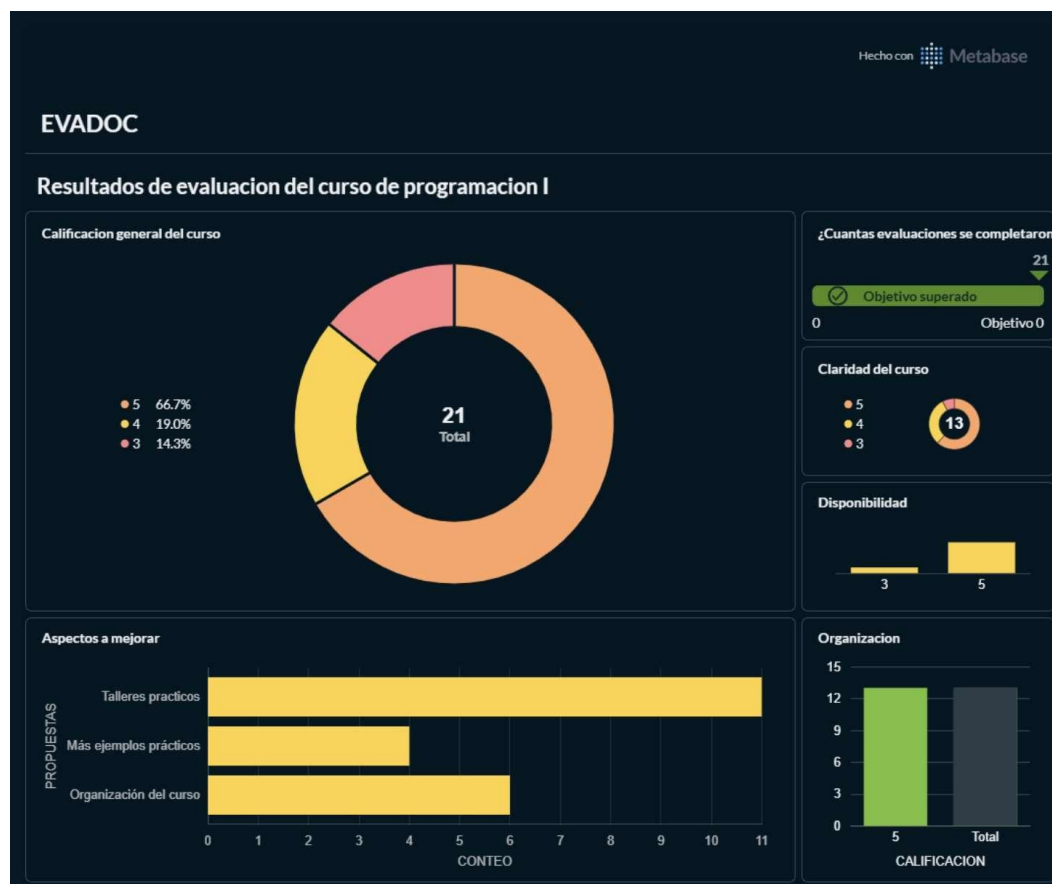 Hecho con Metabase
EVADOC
Resultados de evaluacion del curso de programacion I
Calificacion general del curso
5 66.7%
4 19.0%
3 14.3%
21
Total
¿Cuantas evaluaciones se completaron
21
Objetivo superado
0 Objetivo 0
Claridad del curso
5
4
3
13
Disponibilidad
3 5
Aspectos a mejorar
PROPUESTAS
Talleres practicos
Más ejemplos prácticos
Organización del curso
0 1 2 3 4 5 6 7 8 9 10 11
CONTEO
Organizacion
15
12
9
6
3
0
5 Total
CALIFICACION